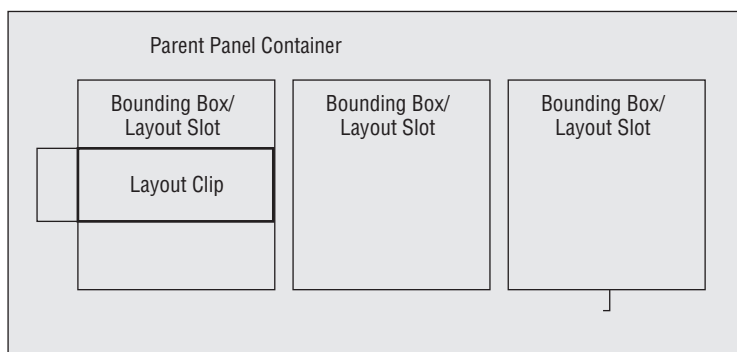 Parent Panel Container
Bounding Box/
Layout Slot
Bounding Box/
Layout Slot
Bounding Box/
Layout Slot
Layout Clip